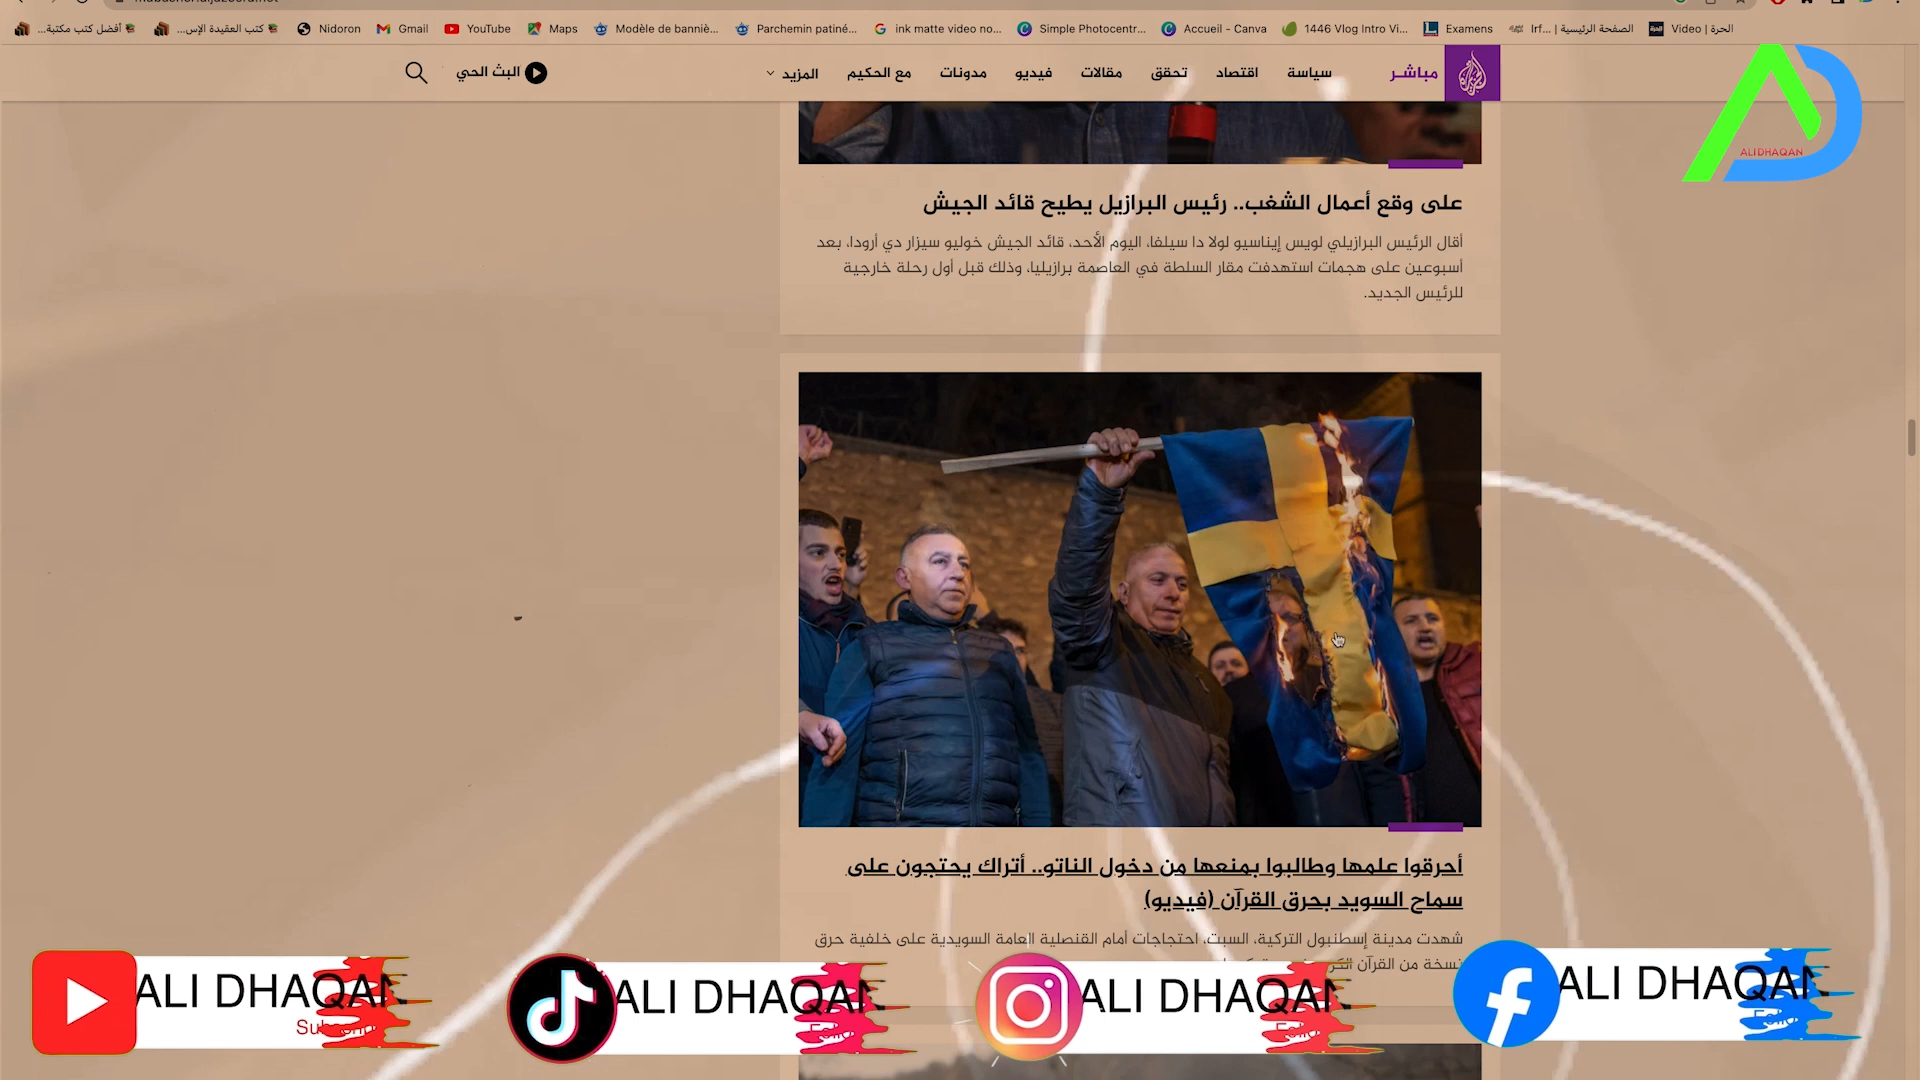 أفضل كتب مكتبة...
كتب العقيدة الإس...
Nidoron
Gmail
YouTube
Maps
Modèle de banniè...
Parchemin patiné...
ink matte video no...
Simple Photocentr...
Accueil - Canva
1446 Vlog Intro Vi...
Examens
الصفحة الرئيسية | Irf...
الحرة | Video
مباشر
سياسة
اقتصاد
تحقق
مقالات
فيديو
مدونات
مع الحكيم
المزيد
البث الحي
ALIDHAQAN
على وقع أعمال الشغب.. رئيس البرازيل يطيح قائد الجيش
أقال الرئيس البرازيلي لويس إيناسيو لولا دا سيلفا، اليوم الأحد، قائد الجيش خوليو سيزار دي أرودا، بعد
أسبوعين على هجمات استهدفت مقار السلطة في العاصمة برازيليا، وذلك قبل أول رحلة خارجية
للرئيس الجديد.
أحرقوا علمها وطالبوا بمنعها من دخول الناتو.. أتراك يحتجون على
سماح السويد بحرق القرآن (فيديو)
شهدت مدينة إسطنبول التركية، السبت، احتجاجات أمام القنصلية العامة السويدية على خلفية حرق
نسخة من القرآن
ALI DHAQAN
ALI DHAQAN
ALI DHAQAN
ALI DHAQAN